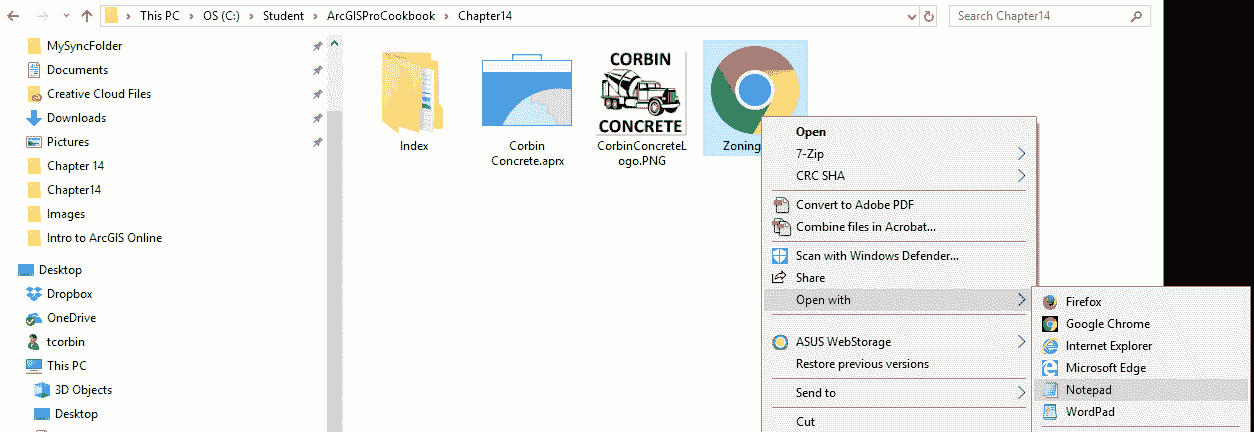 This PC > OS (C:) > Student > ArcGISProCookbook > Chapter14
Search Chapter14
MySyncFolder
Documents
Creative Cloud Files
Downloads
Pictures
Chapter 14
Chapter14
Images
Intro to ArcGIS Online
Desktop
Dropbox
OneDrive
tcorbin
This PC
3D Objects
Desktop
Index
Corbin
Concrete.aprx
CORBIN
CONCRETE
CorbinConcreteL
ogo.PNG
Zoning
Open
7-Zip
CRC SHA
Convert to Adobe PDF
Combine files in Acrobat...
Scan with Windows Defender...
Share
Open with
ASUS WebStorage
Restore previous versions
Send to
Cut
Firefox
Google Chrome
Internet Explorer
Microsoft Edge
Notepad
WordPad